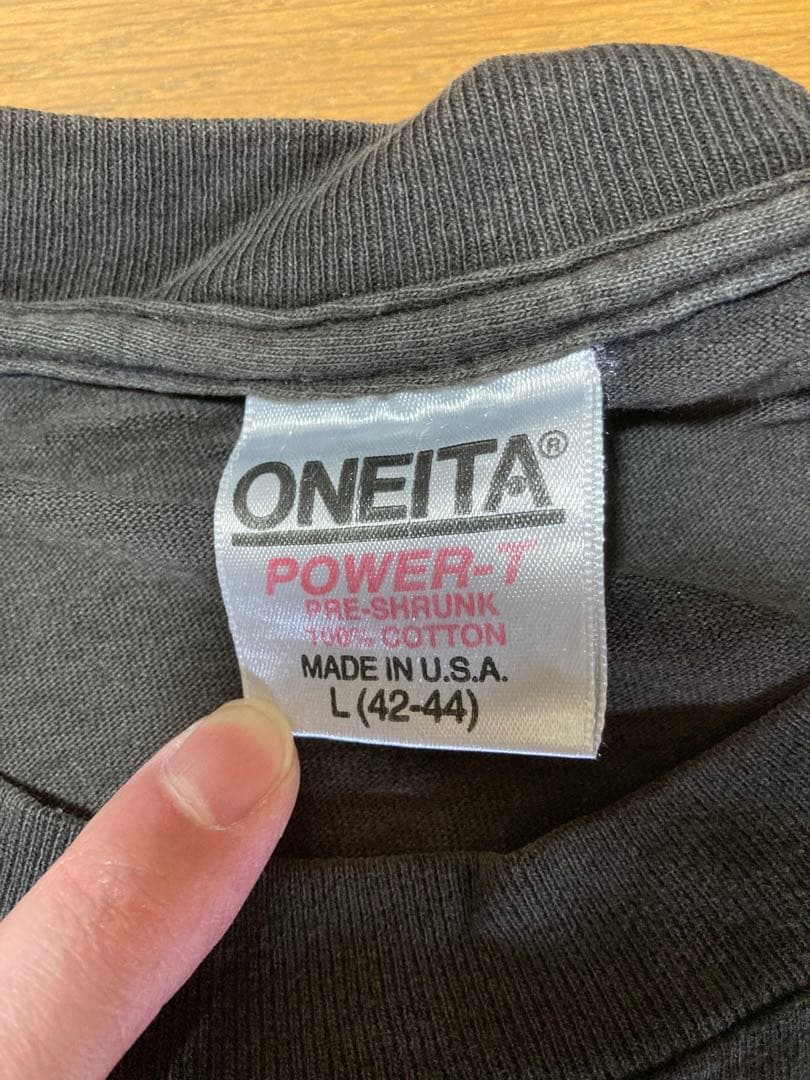 ONEITA®
POWER-T
PRE-SHRUNK
100% COTTON
MADE IN U.S.A.
L (42-44)